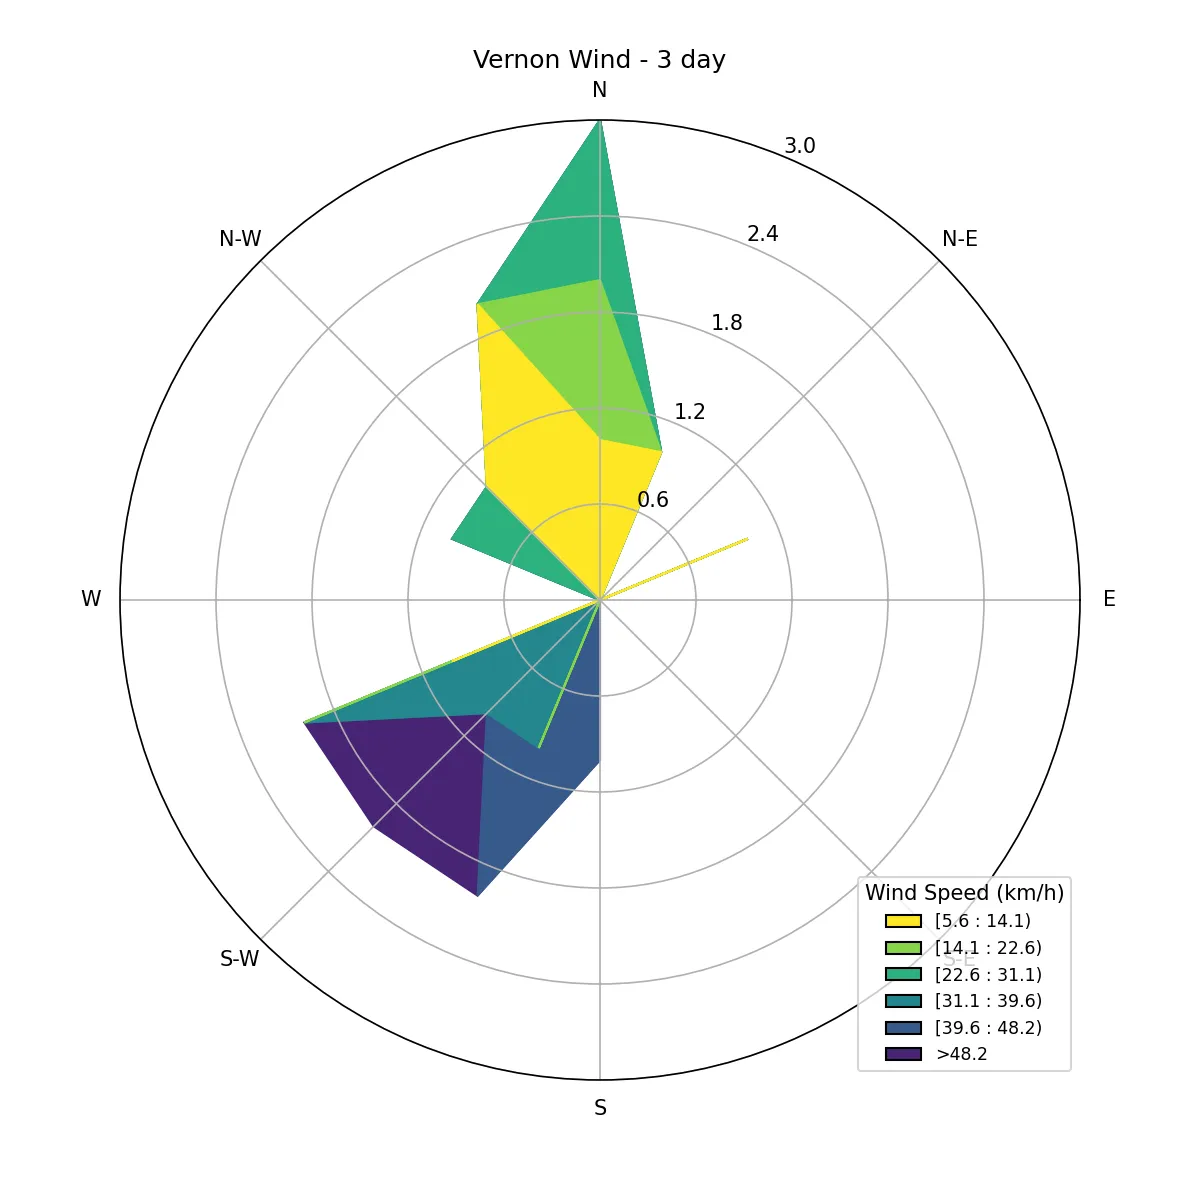 Vernon Wind - 3 day
N
3.0
N-W
2.4
N-E
1.8
1.2
0.6
W
E
Wind Speed (km/h)
[5.6 : 14.1)
[14.1 : 22.6)
S-W
S-E
[22.6 : 31.1)
[31.1 : 39.6)
[39.6 : 48.2)
>48.2
S